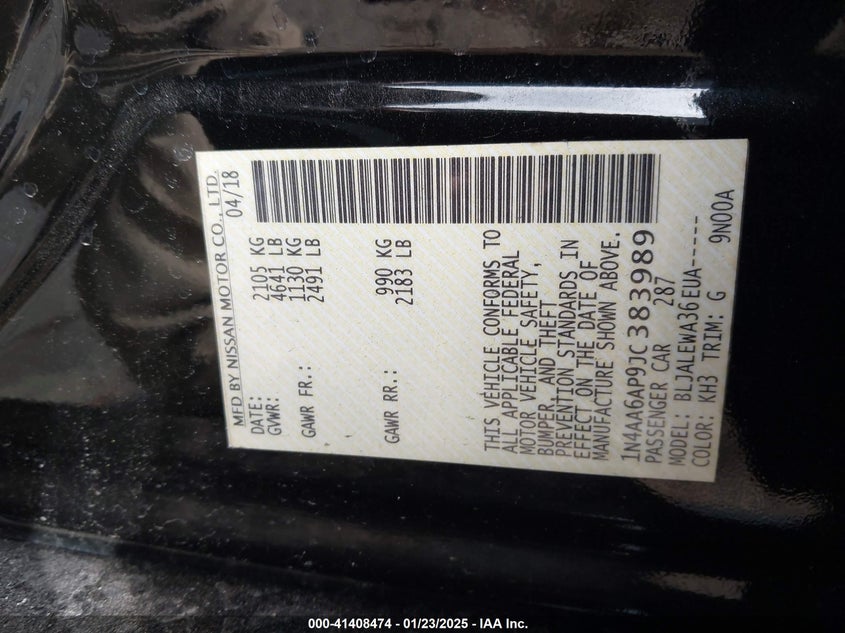 MFD BY NISSAN MOTOR CO., LTD.
DATE: 04/18
GVWR: 2105 KG
4641 LB
GAWR FR.: 1130 KG
2491 LB
GAWR RR.: 990 KG
2183 LB
THIS VEHICLE CONFORMS TO
ALL APPLICABLE FEDERAL
MOTOR VEHICLE SAFETY,
BUMPER, AND THEFT
PREVENTION STANDARDS IN
EFFECT ON THE DATE OF
MANUFACTURE SHOWN ABOVE.
1N4AA6AP9JC383989
PASSENGER CAR 287
MODEL: BLJALEWA36EUA-----
COLOR: KH3 TRIM: G 9N00A
000-41408474 - 01/23/2025 - IAA Inc.